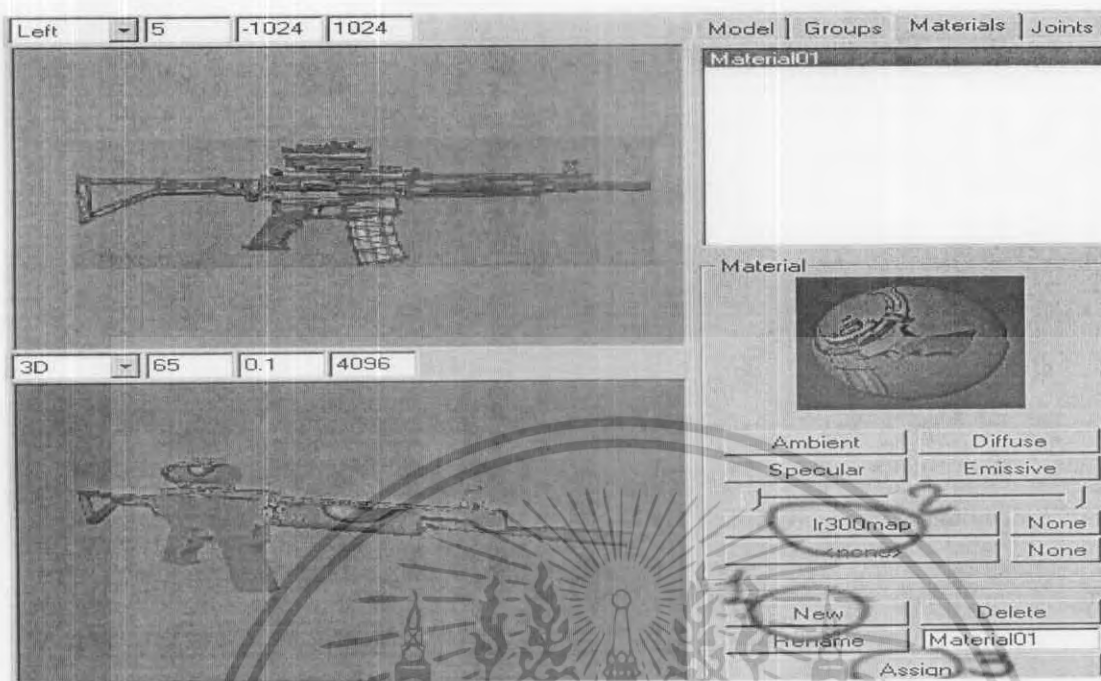 Left 5 -1024 1024
Model Groups Materials Joints
Material01
Material
3D 65 0.1 4096
Ambient Diffuse
Specular Emissive
2
lr300map None
<none> None
1
New Delete
Rename Material01
Assign